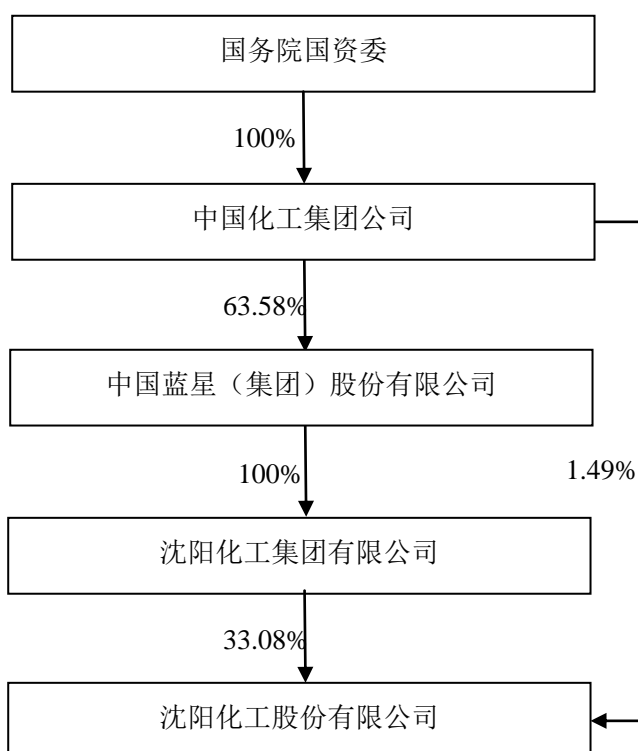 国务院国资委
100%
中国化工集团公司
63.58%
中国蓝星（集团）股份有限公司
100%
1.49%
沈阳化工集团有限公司
33.08%
沈阳化工股份有限公司